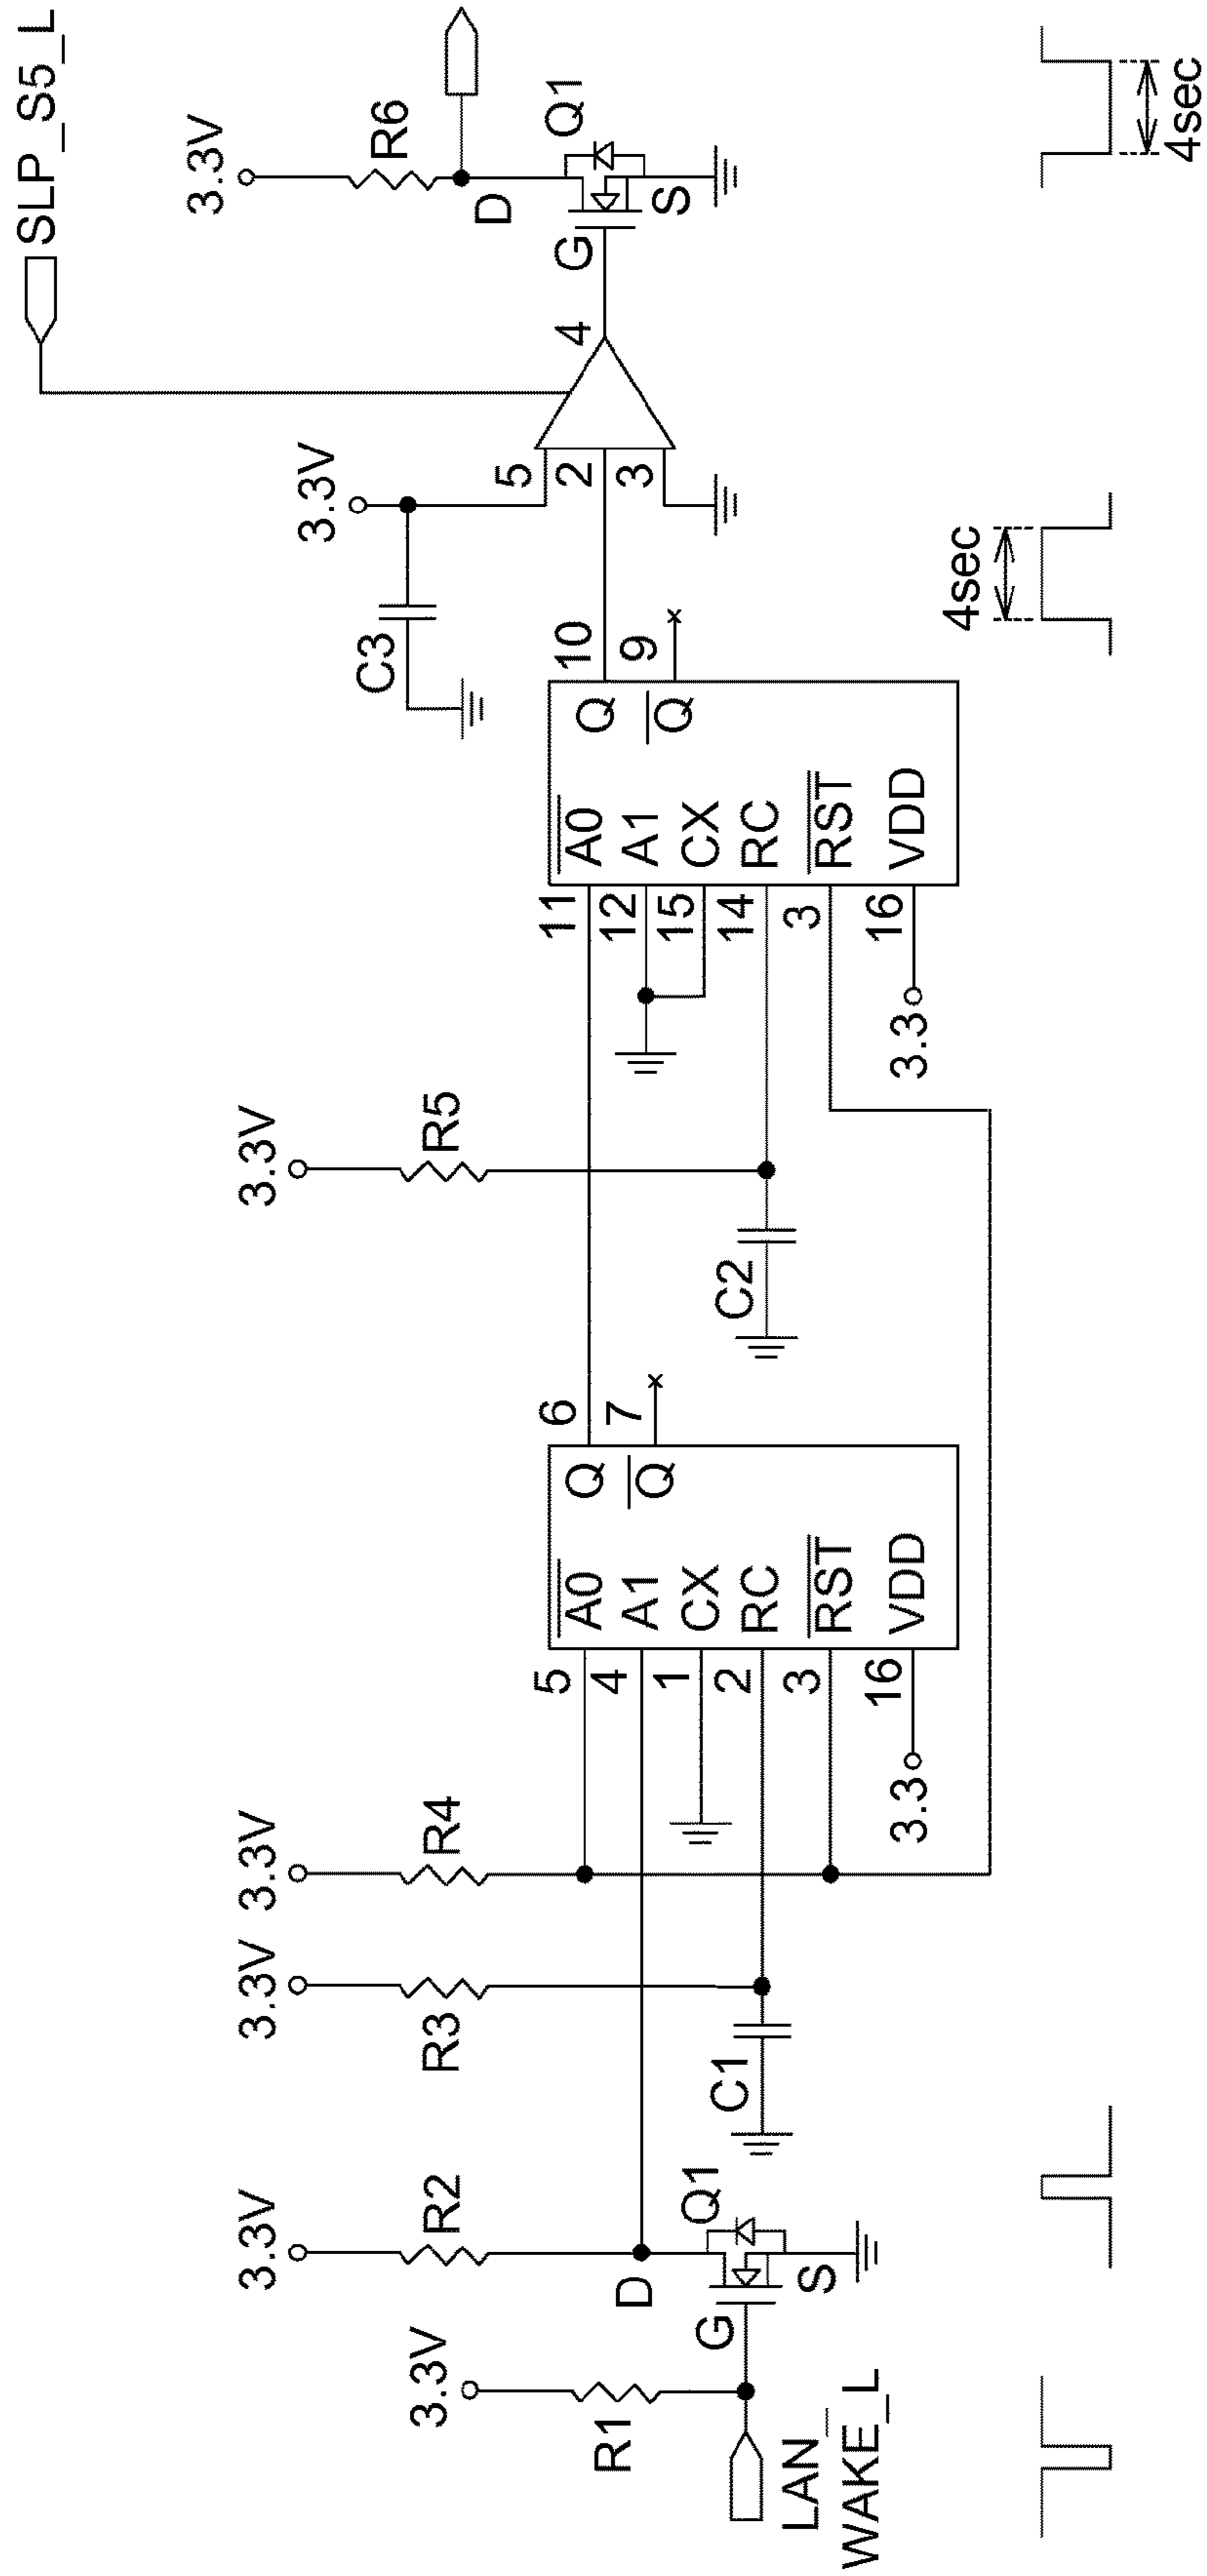 SLP_S5_L
3.3V
R6
D
G
S
Q1
4
3.3V
C3
5
2
3
10
9
Q
Q
A0
A1
CX
RC
RST
VDD
11
12
15
14
3
16
3.3
3.3V
R5
C2
6
7
Q
Q
A0
A1
CX
RC
RST
VDD
5
4
1
2
3
16
3.3
3.3V
R4
3.3V
R3
C1
3.3V
R2
D
Q1
G
S
3.3V
R1
LAN_
WAKE_L
4sec
4sec